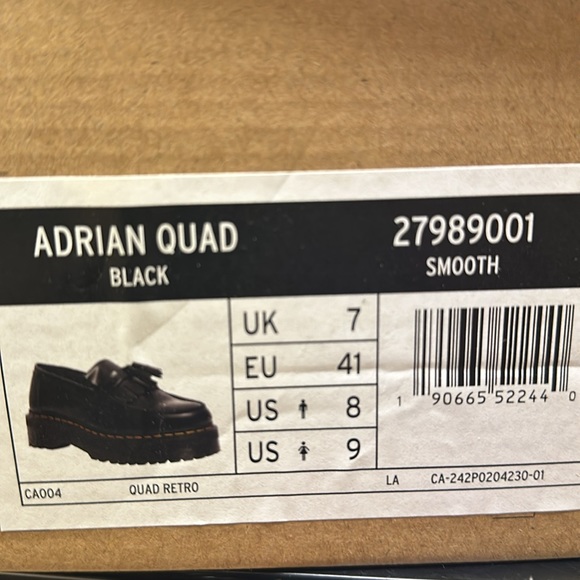 ADRIAN QUAD
BLACK
27989001
SMOOTH
UK 7
EU 41
US 8
US 9
1 90665 52244 0
CA004 QUAD RETRO LA CA-242P0204230-01